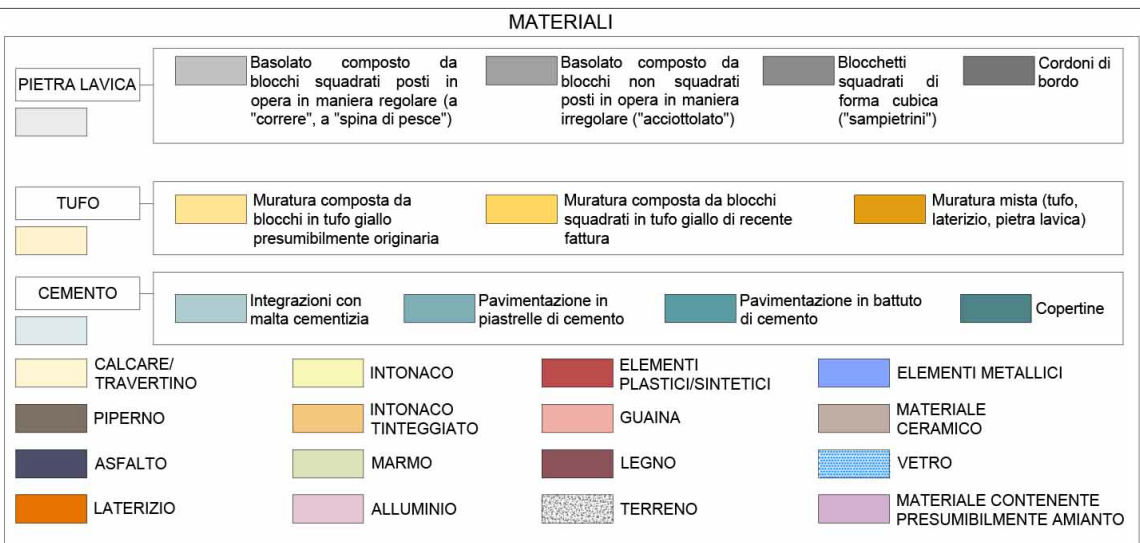 MATERIALI
PIETRA LAVICA
Basolato composto da
blocchi squadrati posti in
opera in maniera regolare (a
"correre", a "spina di pesce")
Basolato composto da
blocchi non squadrati
posti in opera in maniera
irregolare ("acciottolato")
Blocchetti
squadrati di
forma cubica
("sampietrini")
Cordoni di
bordo
TUFO
Muratura composta da
blocchi in tufo giallo
presumibilmente originaria
Muratura composta da blocchi
squadrati in tufo giallo di recente
fattura
Muratura mista (tufo,
laterizio, pietra lavica)
CEMENTO
Integrazioni con
malta cementizia
Pavimentazione in
piastrelle di cemento
Pavimentazione in battuto
di cemento
Copertine
CALCARE/
TRAVERTINO
INTONACO
ELEMENTI
PLASTICI/SINTETICI
ELEMENTI METALLICI
PIPERNO
INTONACO
TINTEGGIATO
GUAINA
MATERIALE
CERAMICO
ASFALTO
MARMO
LEGNO
VETRO
LATERIZIO
ALLUMINIO
TERRENO
MATERIALE CONTENENTE
PRESUMIBILMENTE AMIANTO